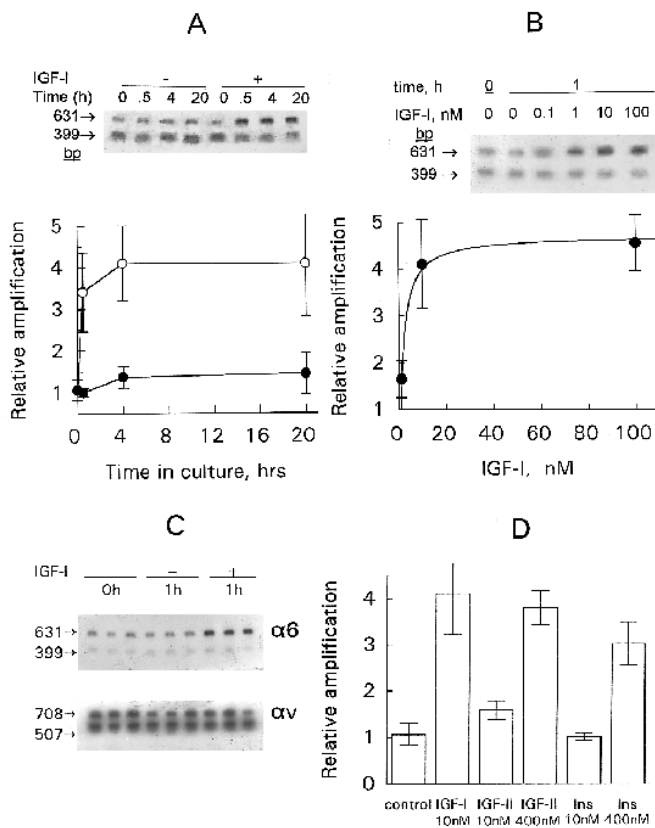 A
IGF-I - +
Time (h) 0 .5 4 20 0 .5 4 20
631→
399→
bp
B
time, h 0 1
IGF-I, nM 0 0 0.1 1 10 100
bp
631 →
399 →
Relative amplification
5
4
3
2
1
0 4 8 12 16 20
Time in culture, hrs
Relative amplification
5
4
3
2
1
0 20 40 60 80 100
IGF-I, nM
C
IGF-I - +
0h 1h 1h
631→
399→
α6
708→
507→
αv
D
Relative amplification
4
3
2
1
0
control IGF-I IGF-II IGF-II Ins Ins
10nM 10nM 400nM 10nM 400nM